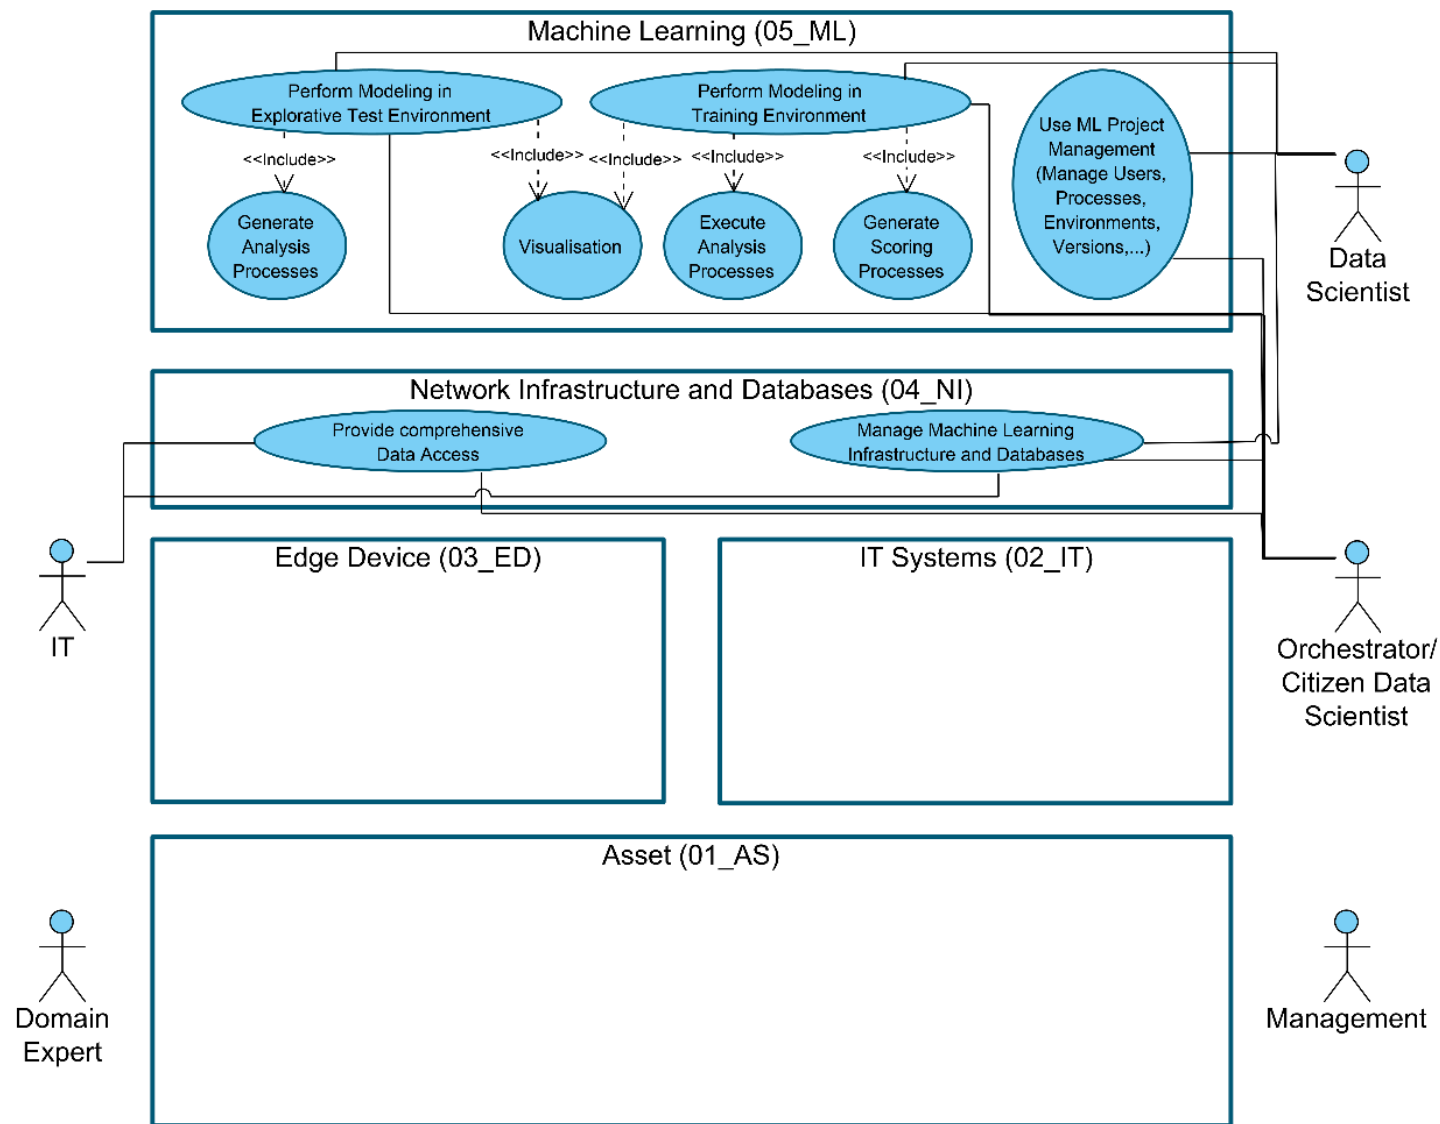 Machine Learning (05_ML)
Perform Modeling in
Explorative Test Environment
Perform Modeling in
Training Environment
Use ML Project
Management
(Manage Users,
Processes,
Environments,
Versions,...)
<<Include>>
<<Include>>
<<Include>>
<<Include>>
<<Include>>
Generate
Analysis
Processes
Visualisation
Execute
Analysis
Processes
Generate
Scoring
Processes
Data
Scientist
Network Infrastructure and Databases (04_NI)
Provide comprehensive
Data Access
Manage Machine Learning
Infrastructure and Databases
Edge Device (03_ED)
IT Systems (02_IT)
IT
Orchestrator/
Citizen Data
Scientist
Asset (01_AS)
Domain
Expert
Management